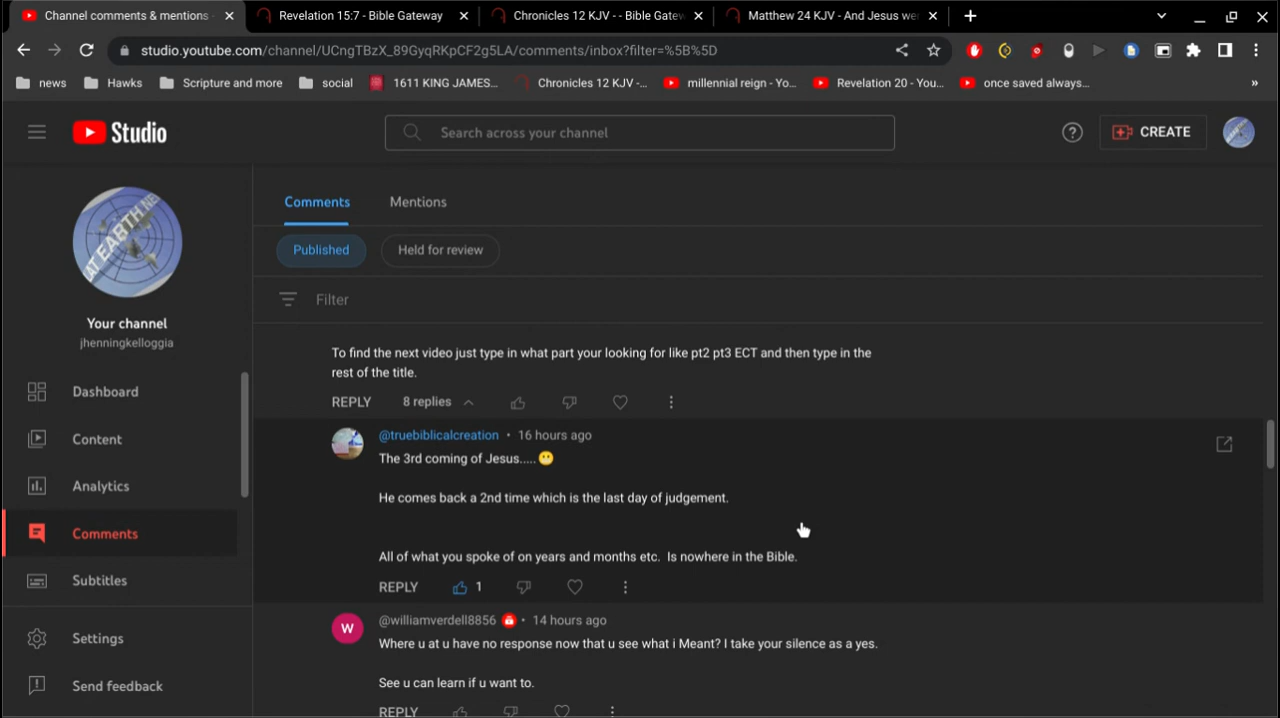 Channel comments & mentions -
Revelation 15:7 - Bible Gateway
Chronicles 12 KJV - - Bible Gatew
Matthew 24 KJV - And Jesus wer
studio.youtube.com/channel/UCngTBzX_89GyqRKpCF2g5LA/comments/inbox?filter=%5B%5D
news
Hawks
Scripture and more
social
1611 KING JAMES...
Chronicles 12 KJV -...
millennial reign - Yo...
Revelation 20 - You...
once saved always...
»
Studio
Search across your channel
CREATE
AT EARTH NE
Your channel
jhenningkelloggia
Dashboard
Content
Analytics
Comments
Subtitles
Settings
Send feedback
Comments
Mentions
Published
Held for review
Filter
To find the next video just type in what part your looking for like pt2 pt3 ECT and then type in the
rest of the title.
REPLY
8 replies
@truebiblicalcreation • 16 hours ago
The 3rd coming of Jesus..... 😬
He comes back a 2nd time which is the last day of judgement.
All of what you spoke of on years and months etc. Is nowhere in the Bible.
REPLY
1
W
@williamverdell8856 • 14 hours ago
Where u at u have no response now that u see what i Meant? I take your silence as a yes.
See u can learn if u want to.
REPLY